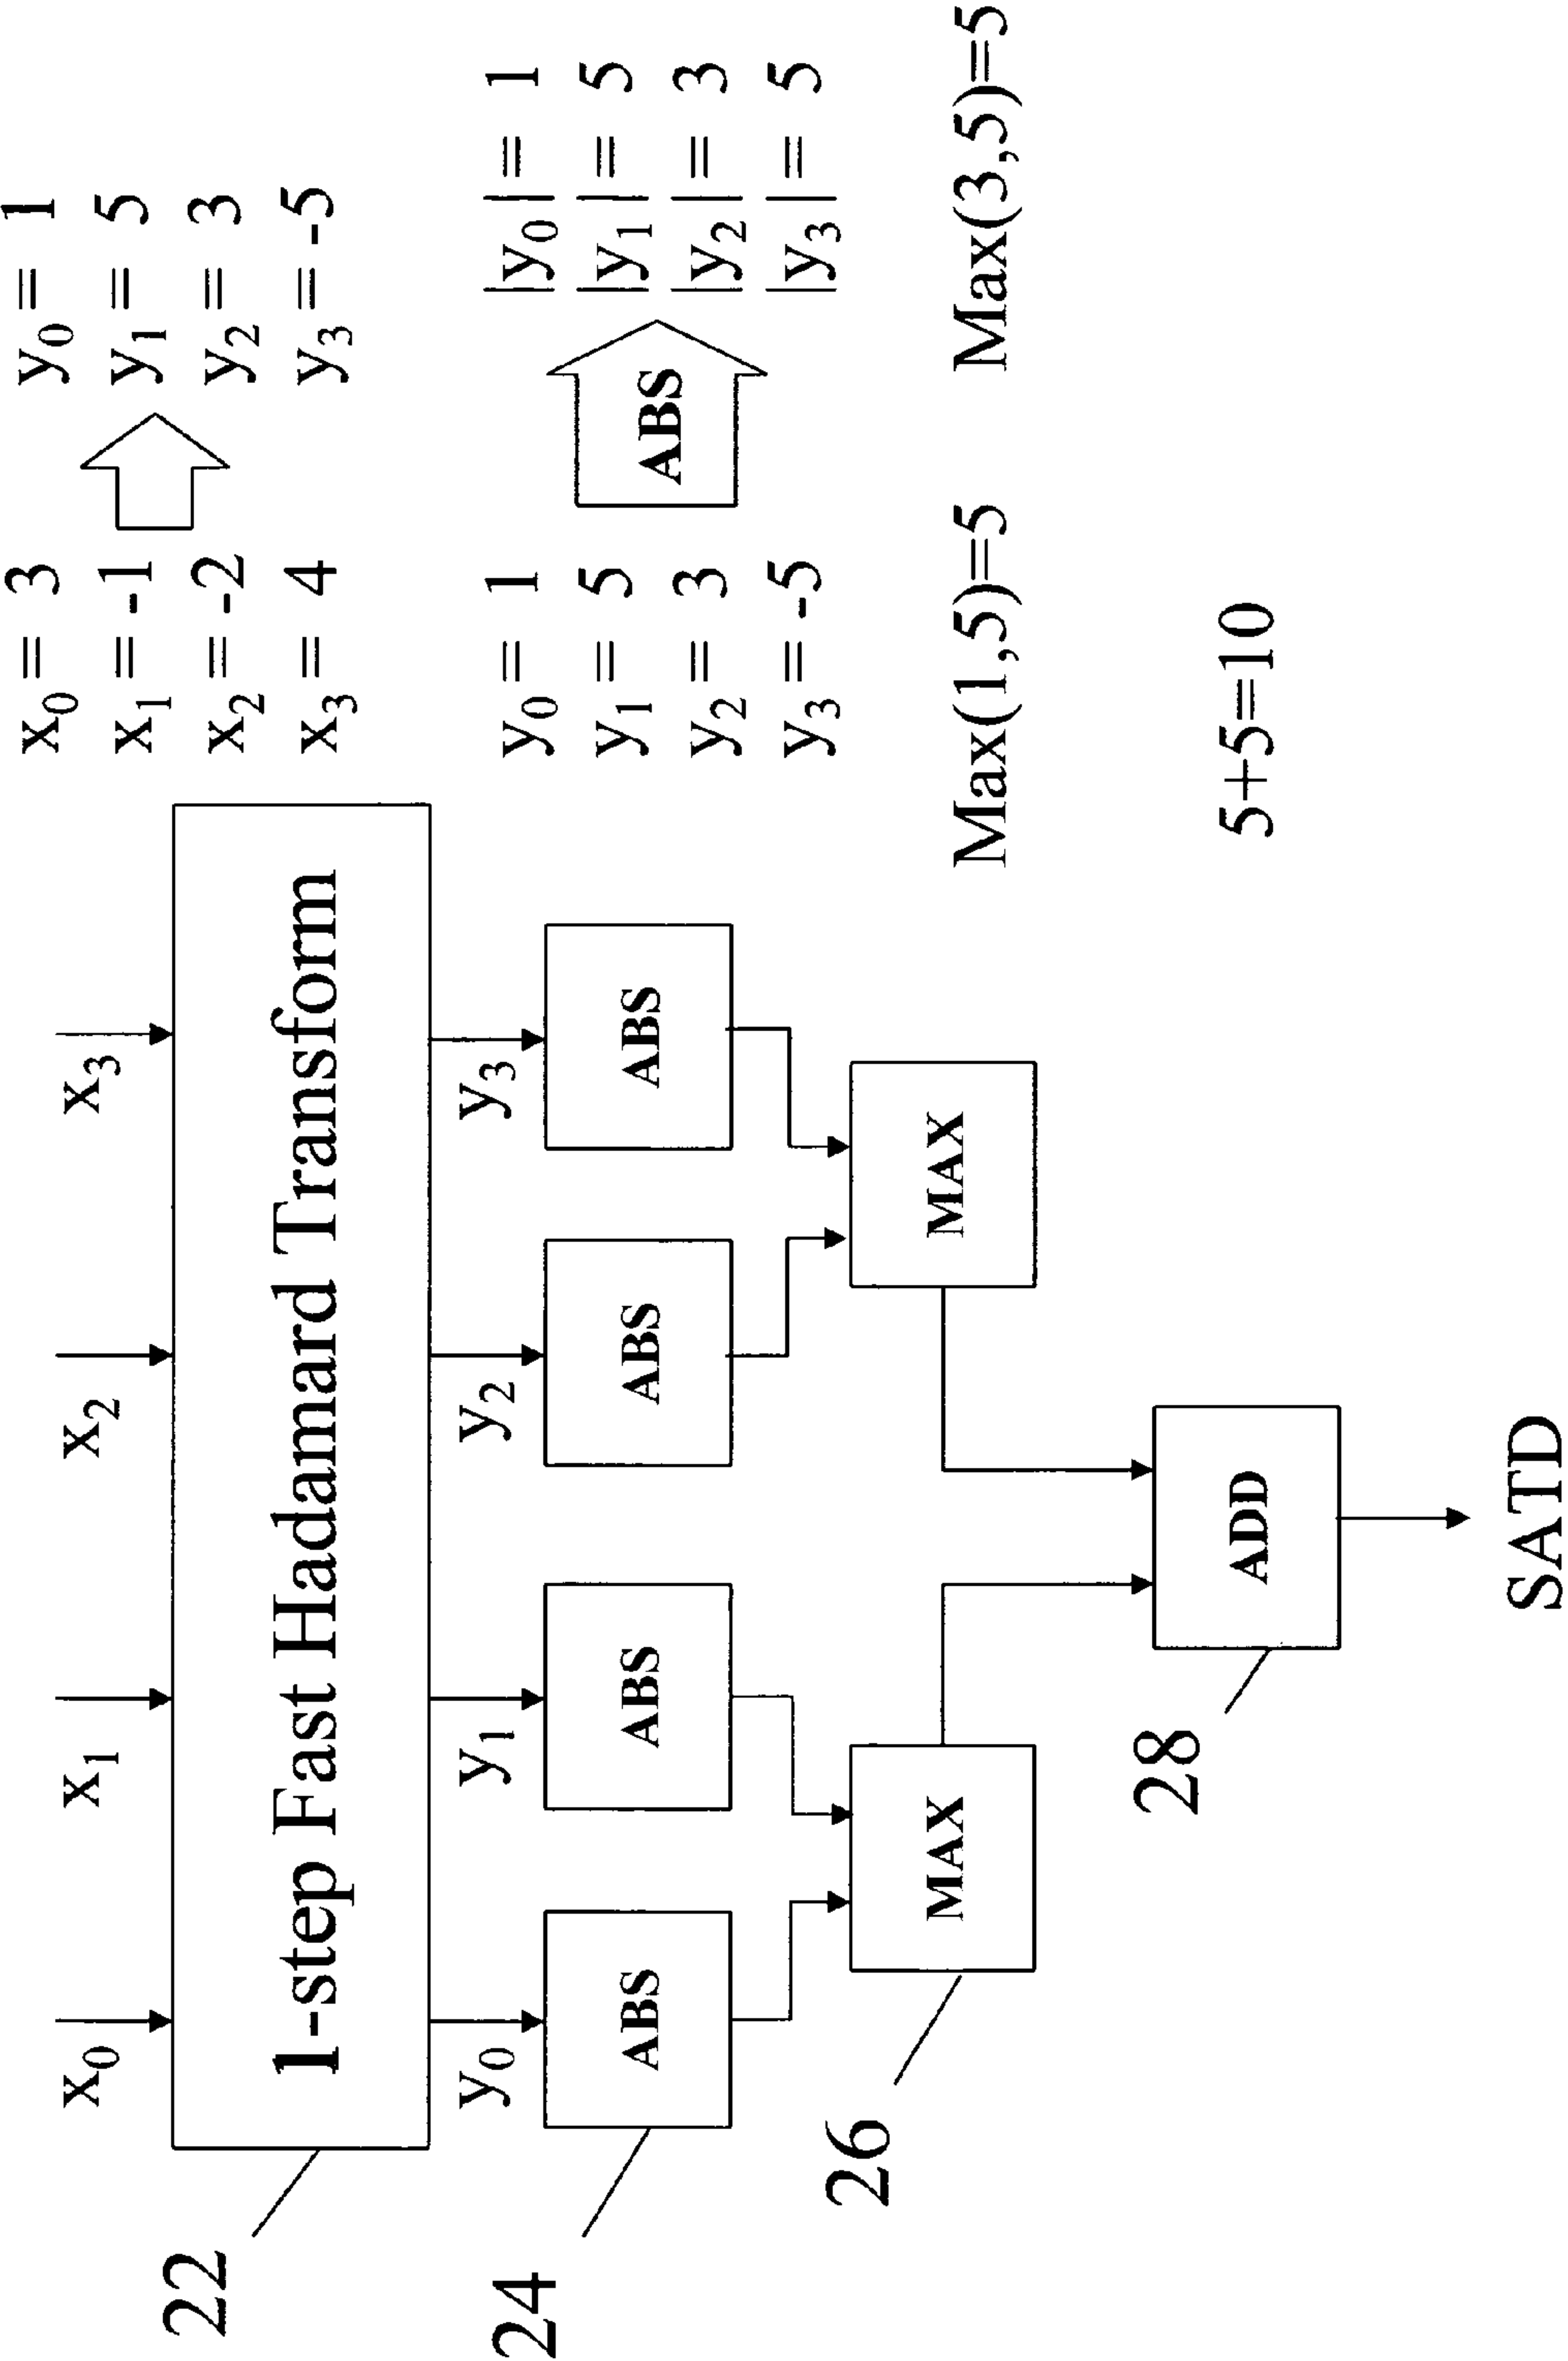 x0 x1 x2 x3
22
1-step Fast Hadamard Transform
x0 = 3
x1 = -1
x2 = -2
x3 = 4
y0 = 1
y1 = 5
y2 = 3
y3 = -5
y0 y1 y2 y3
24
ABS ABS ABS ABS
y0 = 1
y1 = 5
y2 = 3
y3 = -5
ABS
|y0| = 1
|y1| = 5
|y2| = 3
|y3| = 5
26
MAX MAX
Max(1,5)=5 Max(3,5)=5
28
ADD
5+5=10
SATD